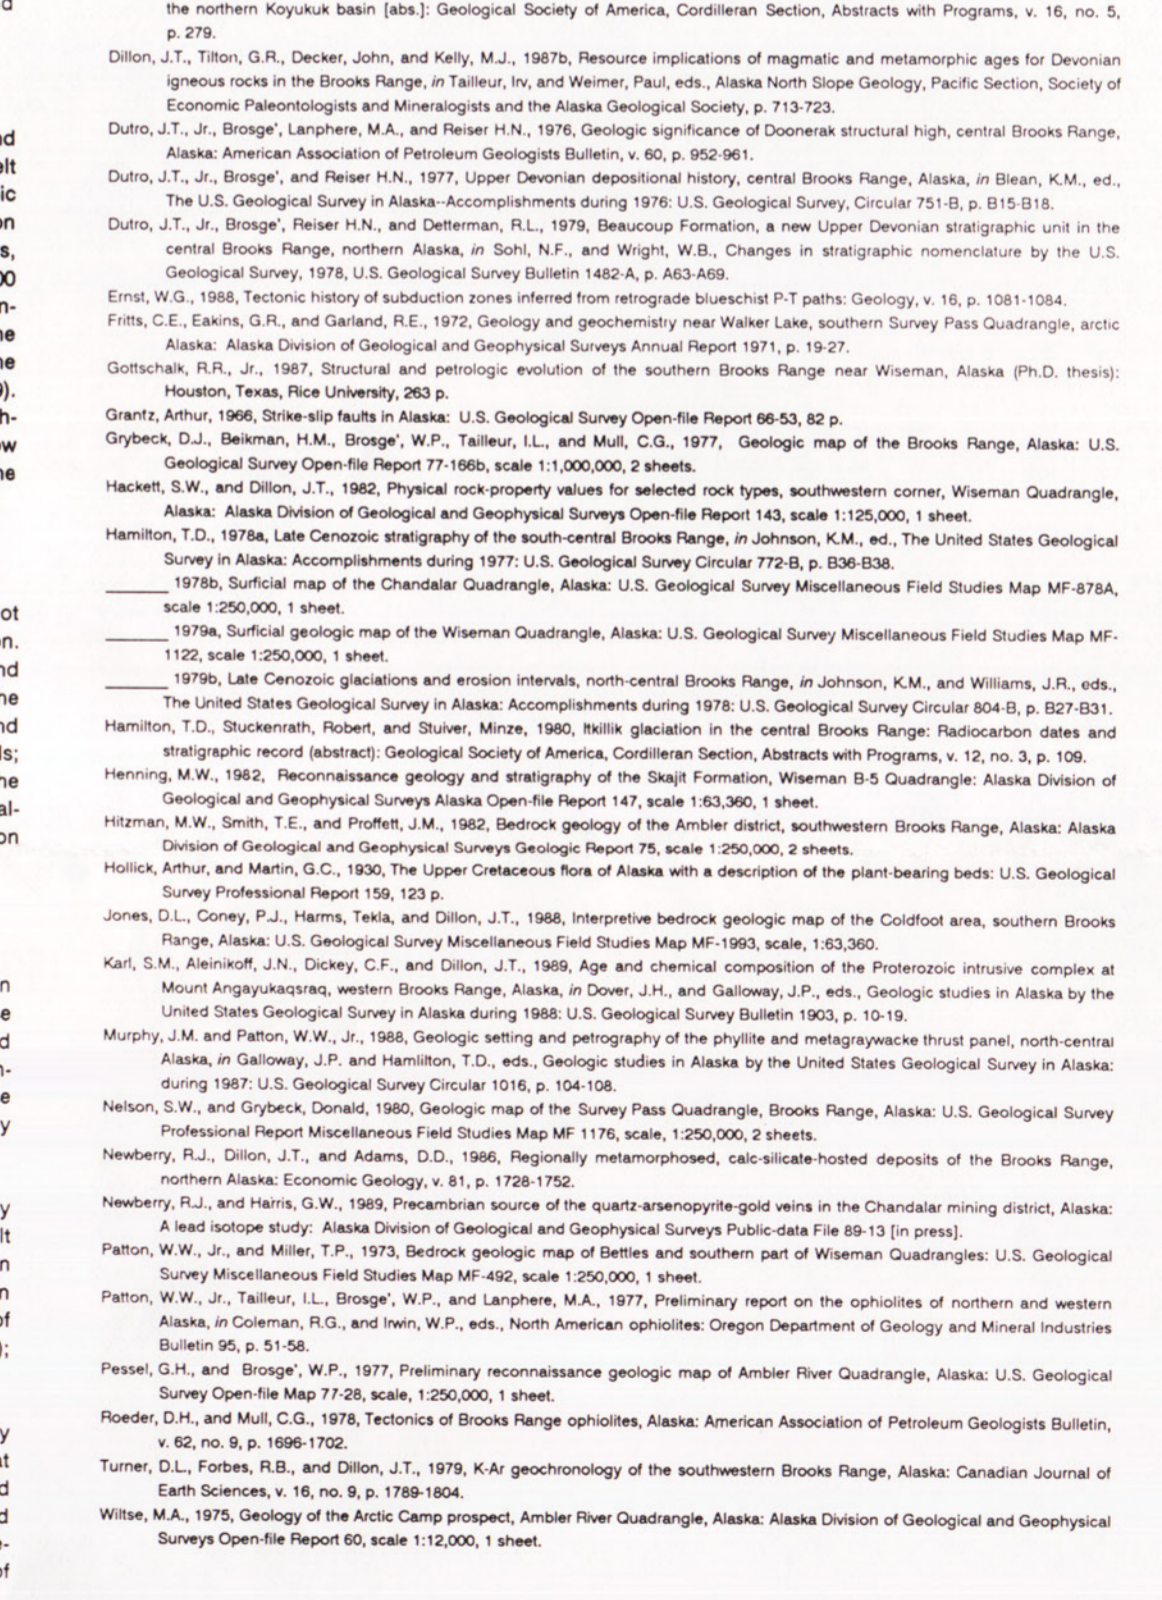 the northern Koyukuk basin [abs.]: Geological Society of America, Cordilleran Section, Abstracts with Programs, v. 16, no. 5,
p. 279.
Dillon, J.T., Tilton, G.R., Decker, John, and Kelly, M.J., 1987b, Resource implications of magmatic and metamorphic ages for Devonian
igneous rocks in the Brooks Range, in Tailleur, Irv, and Weimer, Paul, eds., Alaska North Slope Geology, Pacific Section, Society of
Economic Paleontologists and Mineralogists and the Alaska Geological Society, p. 713-723.
Dutro, J.T., Jr., Brosge', Lanphere, M.A., and Reiser H.N., 1976, Geologic significance of Doonerak structural high, central Brooks Range,
Alaska: American Association of Petroleum Geologists Bulletin, v. 60, p. 952-961.
Dutro, J.T., Jr., Brosge', and Reiser H.N., 1977, Upper Devonian depositional history, central Brooks Range, Alaska, in Blean, K.M., ed.,
The U.S. Geological Survey in Alaska--Accomplishments during 1976: U.S. Geological Survey, Circular 751-B, p. B15-B18.
Dutro, J.T., Jr., Brosge', Reiser H.N., and Detterman, R.L., 1979, Beaucoup Formation, a new Upper Devonian stratigraphic unit in the
central Brooks Range, northern Alaska, in Sohl, N.F., and Wright, W.B., Changes in stratigraphic nomenclature by the U.S.
Geological Survey, 1978, U.S. Geological Survey Bulletin 1482-A, p. A63-A69.
Ernst, W.G., 1988, Tectonic history of subduction zones inferred from retrograde blueschist P-T paths: Geology, v. 16, p. 1081-1084.
Fritts, C.E., Eakins, G.R., and Garland, R.E., 1972, Geology and geochemistry near Walker Lake, southern Survey Pass Quadrangle, arctic
Alaska: Alaska Division of Geological and Geophysical Surveys Annual Report 1971, p. 19-27.
Gottschalk, R.R., Jr., 1987, Structural and petrologic evolution of the southern Brooks Range near Wiseman, Alaska (Ph.D. thesis):
Houston, Texas, Rice University, 263 p.
Grantz, Arthur, 1966, Strike-slip faults in Alaska: U.S. Geological Survey Open-file Report 66-53, 82 p.
Grybeck, D.J., Beikman, H.M., Brosge', W.P., Tailleur, I.L., and Mull, C.G., 1977, Geologic map of the Brooks Range, Alaska: U.S.
Geological Survey Open-file Report 77-166b, scale 1:1,000,000, 2 sheets.
Hackett, S.W., and Dillon, J.T., 1982, Physical rock-property values for selected rock types, southwestern corner, Wiseman Quadrangle,
Alaska: Alaska Division of Geological and Geophysical Surveys Open-file Report 143, scale 1:125,000, 1 sheet.
Hamilton, T.D., 1978a, Late Cenozoic stratigraphy of the south-central Brooks Range, in Johnson, K.M., ed., The United States Geological
Survey in Alaska: Accomplishments during 1977: U.S. Geological Survey Circular 772-B, p. B36-B38.
_______ 1978b, Surficial map of the Chandalar Quadrangle, Alaska: U.S. Geological Survey Miscellaneous Field Studies Map MF-878A,
scale 1:250,000, 1 sheet.
_______ 1979a, Surficial geologic map of the Wiseman Quadrangle, Alaska: U.S. Geological Survey Miscellaneous Field Studies Map MF-
1122, scale 1:250,000, 1 sheet.
_______ 1979b, Late Cenozoic glaciations and erosion intervals, north-central Brooks Range, in Johnson, K.M., and Williams, J.R., eds.,
The United States Geological Survey in Alaska: Accomplishments during 1978: U.S. Geological Survey Circular 804-B, p. B27-B31.
Hamilton, T.D., Stuckenrath, Robert, and Stuiver, Minze, 1980, Itkillik glaciation in the central Brooks Range: Radiocarbon dates and
stratigraphic record (abstract): Geological Society of America, Cordilleran Section, Abstracts with Programs, v. 12, no. 3, p. 109.
Henning, M.W., 1982, Reconnaissance geology and stratigraphy of the Skajit Formation, Wiseman B-5 Quadrangle: Alaska Division of
Geological and Geophysical Surveys Alaska Open-file Report 147, scale 1:63,360, 1 sheet.
Hitzman, M.W., Smith, T.E., and Proffett, J.M., 1982, Bedrock geology of the Ambler district, southwestern Brooks Range, Alaska: Alaska
Division of Geological and Geophysical Surveys Geologic Report 75, scale 1:250,000, 2 sheets.
Hollick, Arthur, and Martin, G.C., 1930, The Upper Cretaceous flora of Alaska with a description of the plant-bearing beds: U.S. Geological
Survey Professional Report 159, 123 p.
Jones, D.L., Coney, P.J., Harms, Tekla, and Dillon, J.T., 1988, Interpretive bedrock geologic map of the Coldfoot area, southern Brooks
Range, Alaska: U.S. Geological Survey Miscellaneous Field Studies Map MF-1993, scale, 1:63,360.
Karl, S.M., Aleinikoff, J.N., Dickey, C.F., and Dillon, J.T., 1989, Age and chemical composition of the Proterozoic intrusive complex at
Mount Angayukaqsraq, western Brooks Range, Alaska, in Dover, J.H., and Galloway, J.P., eds., Geologic studies in Alaska by the
United States Geological Survey in Alaska during 1988: U.S. Geological Survey Bulletin 1903, p. 10-19.
Murphy, J.M. and Patton, W.W., Jr., 1988, Geologic setting and petrography of the phyllite and metagraywacke thrust panel, north-central
Alaska, in Galloway, J.P. and Hamlilton, T.D., eds., Geologic studies in Alaska by the United States Geological Survey in Alaska:
during 1987: U.S. Geological Survey Circular 1016, p. 104-108.
Nelson, S.W., and Grybeck, Donald, 1980, Geologic map of the Survey Pass Quadrangle, Brooks Range, Alaska: U.S. Geological Survey
Professional Report Miscellaneous Field Studies Map MF 1176, scale, 1:250,000, 2 sheets.
Newberry, R.J., Dillon, J.T., and Adams, D.D., 1986, Regionally metamorphosed, calc-silicate-hosted deposits of the Brooks Range,
northern Alaska: Economic Geology, v. 81, p. 1728-1752.
Newberry, R.J., and Harris, G.W., 1989, Precambrian source of the quartz-arsenopyrite-gold veins in the Chandalar mining district, Alaska:
A lead isotope study: Alaska Division of Geological and Geophysical Surveys Public-data File 89-13 [in press].
Patton, W.W., Jr., and Miller, T.P., 1973, Bedrock geologic map of Bettles and southern part of Wiseman Quadrangles: U.S. Geological
Survey Miscellaneous Field Studies Map MF-492, scale 1:250,000, 1 sheet.
Patton, W.W., Jr., Tailleur, I.L., Brosge', W.P., and Lanphere, M.A., 1977, Preliminary report on the ophiolites of northern and western
Alaska, in Coleman, R.G., and Irwin, W.P., eds., North American ophiolites: Oregon Department of Geology and Mineral Industries
Bulletin 95, p. 51-58.
Pessel, G.H., and Brosge', W.P., 1977, Preliminary reconnaissance geologic map of Ambler River Quadrangle, Alaska: U.S. Geological
Survey Open-file Map 77-28, scale, 1:250,000, 1 sheet.
Roeder, D.H., and Mull, C.G., 1978, Tectonics of Brooks Range ophiolites, Alaska: American Association of Petroleum Geologists Bulletin,
v. 62, no. 9, p. 1696-1702.
Turner, D.L., Forbes, R.B., and Dillon, J.T., 1979, K-Ar geochronology of the southwestern Brooks Range, Alaska: Canadian Journal of
Earth Sciences, v. 16, no. 9, p. 1789-1804.
Wiltse, M.A., 1975, Geology of the Arctic Camp prospect, Ambler River Quadrangle, Alaska: Alaska Division of Geological and Geophysical
Surveys Open-file Report 60, scale 1:12,000, 1 sheet.